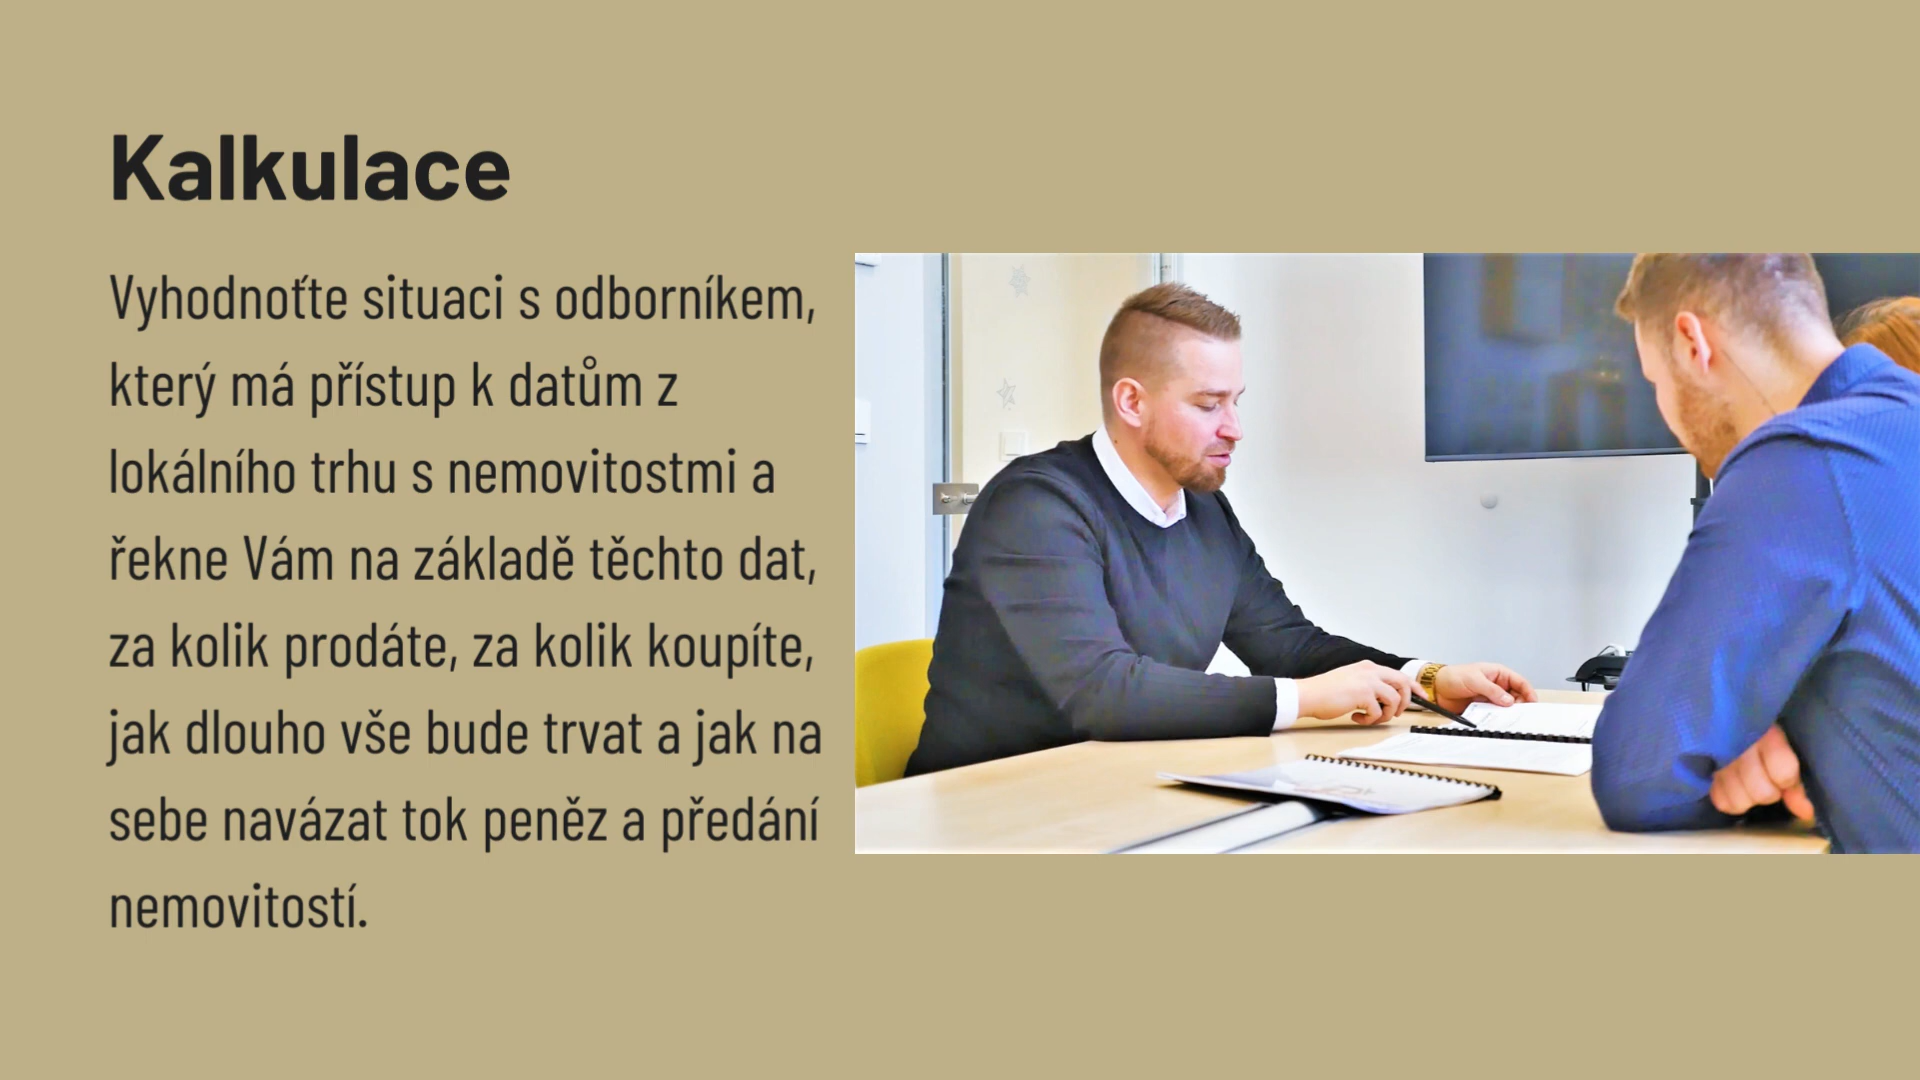 Kalkulace
Vyhodnoťte situaci s odborníkem,
který má přístup k datům z
lokálního trhu s nemovitostmi a
řekne Vám na základě těchto dat,
za kolik prodáte, za kolik koupíte,
jak dlouho vše bude trvat a jak na
sebe navázat tok peněz a předání
nemovitostí.